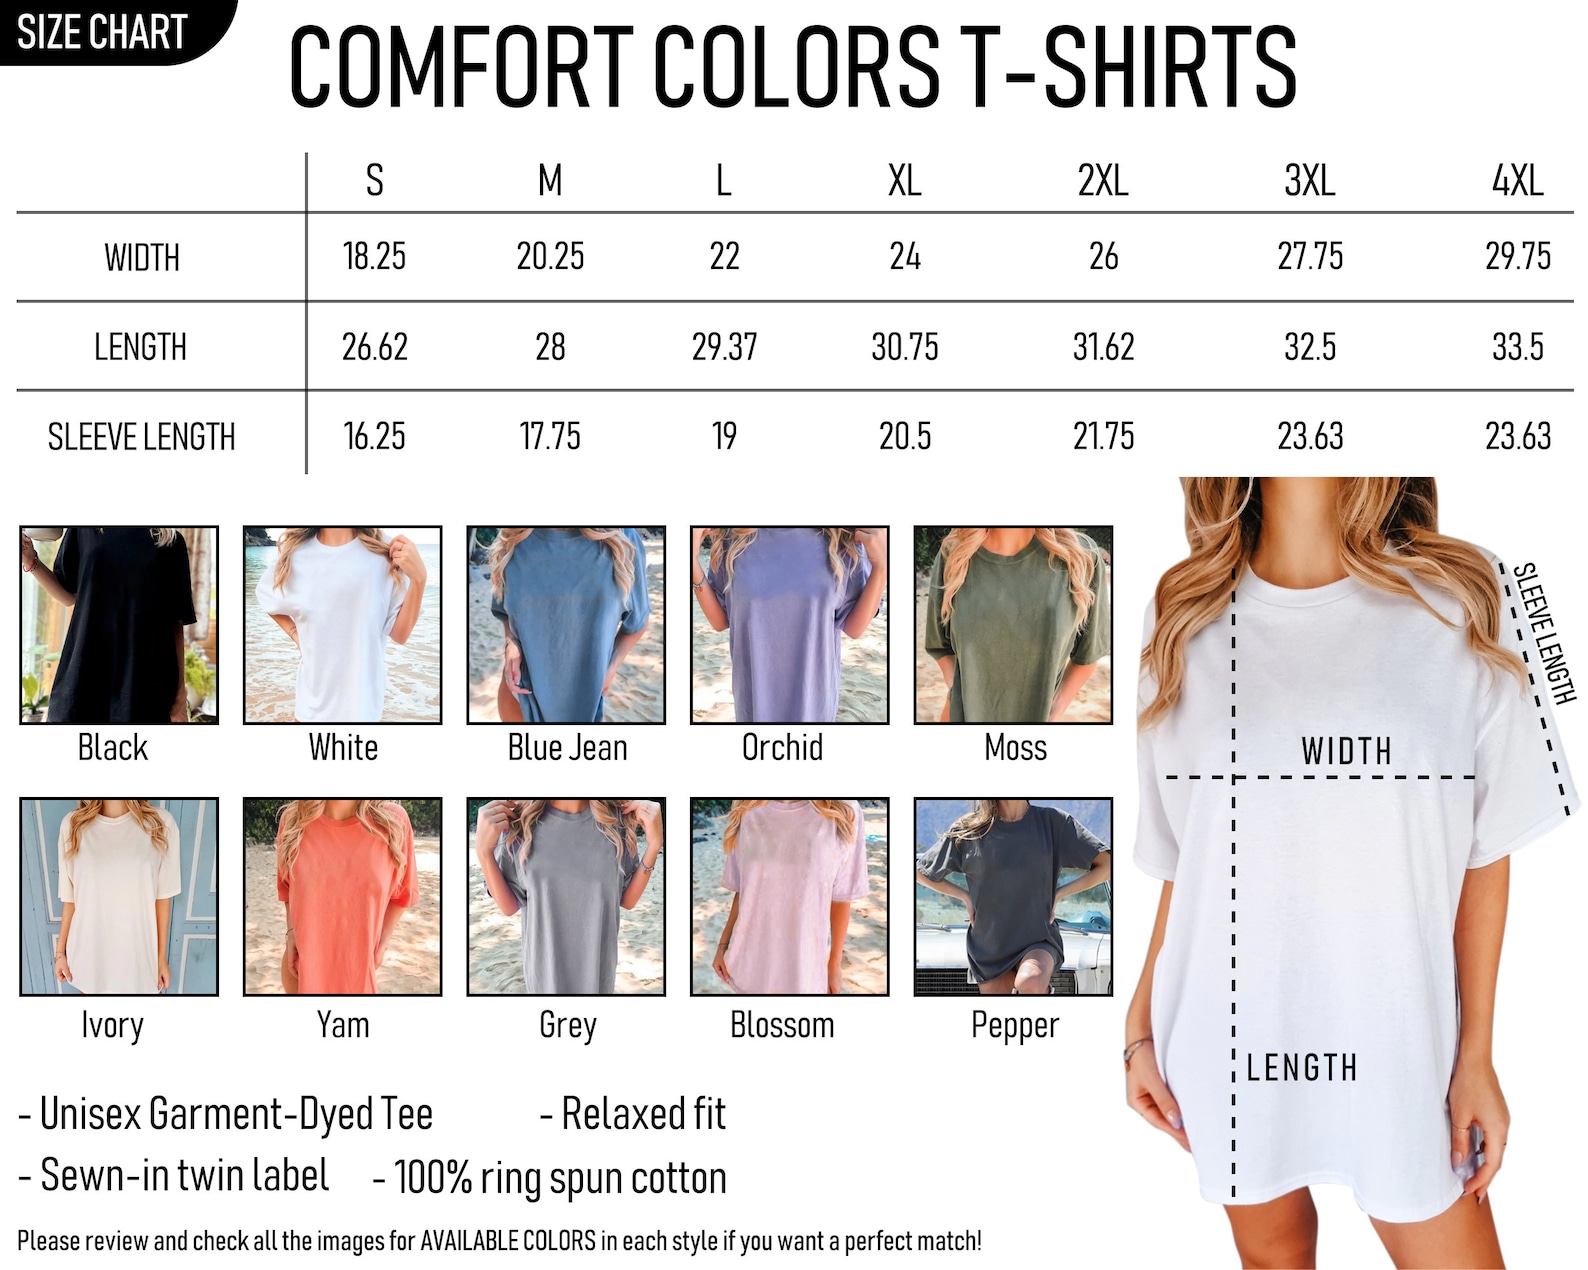 SIZE CHART
COMFORT COLORS T-SHIRTS
S M L XL 2XL 3XL 4XL
WIDTH 18.25 20.25 22 24 26 27.75 29.75
LENGTH 26.62 28 29.37 30.75 31.62 32.5 33.5
SLEEVE LENGTH 16.25 17.75 19 20.5 21.75 23.63 23.63
Black White Blue Jean Orchid Moss
Ivory Yam Grey Blossom Pepper
SLEEVE LENGTH
WIDTH
LENGTH
- Unisex Garment-Dyed Tee - Relaxed fit
- Sewn-in twin label - 100% ring spun cotton
Please review and check all the images for AVAILABLE COLORS in each style if you want a perfect match!